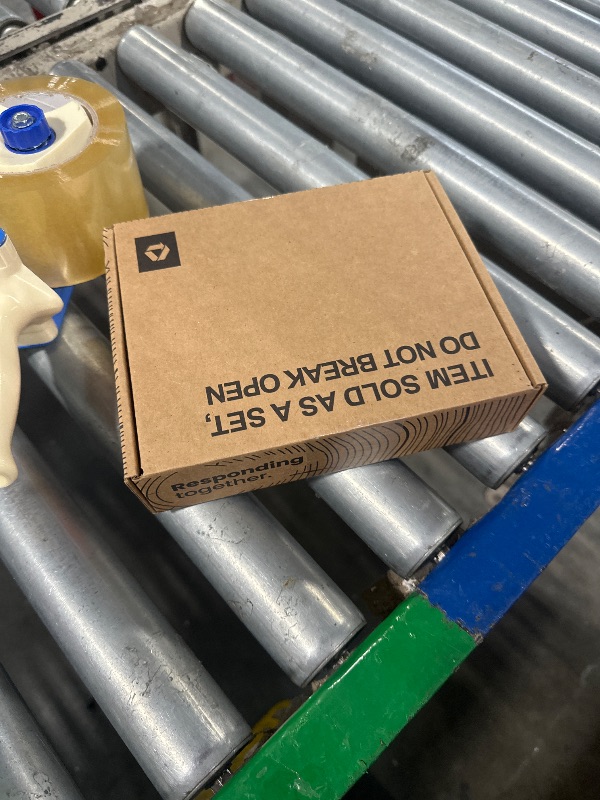 ITEM SOLD AS A SET,
DO NOT BREAK OPEN
Responding
together.